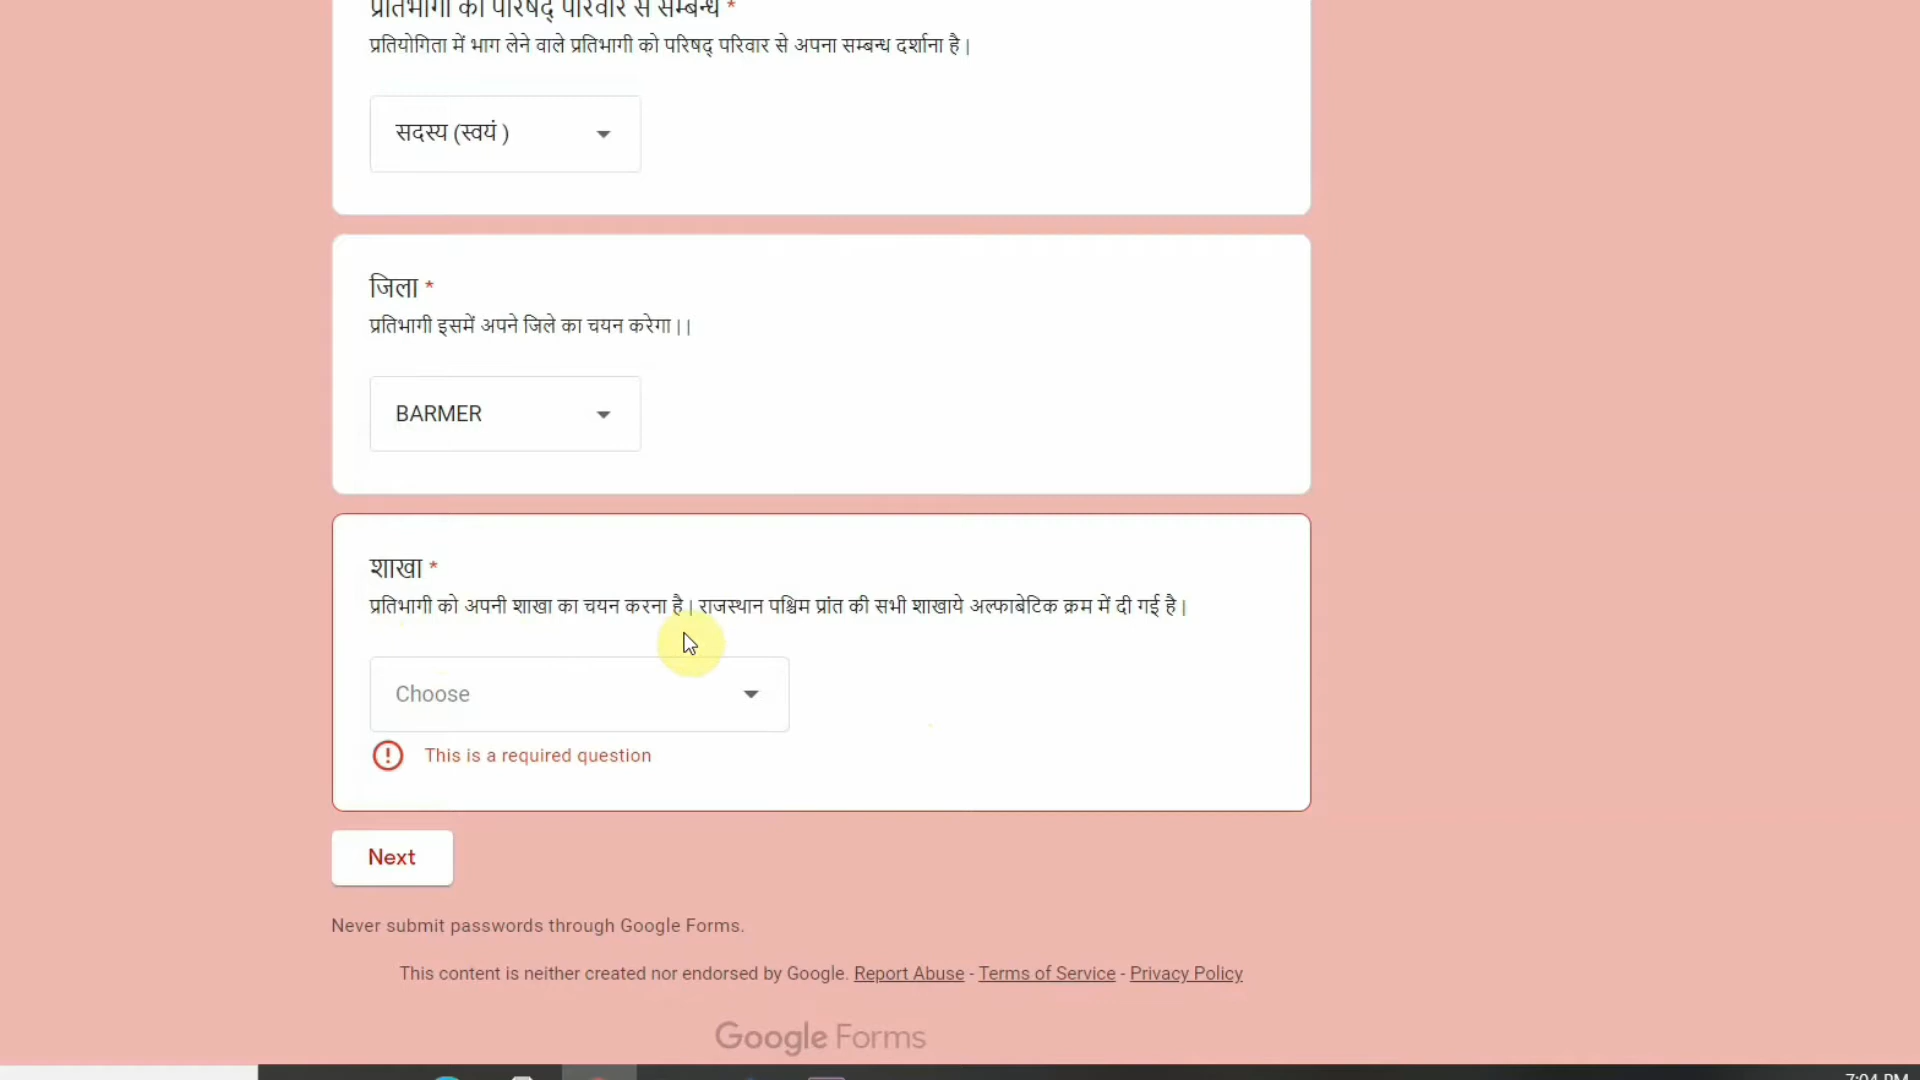 प्रतिभागी का परिषद् परिवार से सम्बन्ध *
प्रतियोगिता में भाग लेने वाले प्रतिभागी को परिषद् परिवार से अपना सम्बन्ध दर्शाना है |
सदस्य (स्वयं )
जिला *
प्रतिभागी इसमें अपने जिले का चयन करेगा | |
BARMER
शाखा *
प्रतिभागी को अपनी शाखा का चयन करना है | राजस्थान पश्चिम प्रांत की सभी शाखाये अल्फाबेटिक क्रम में दी गई है |
Choose
This is a required question
Next
Never submit passwords through Google Forms.
This content is neither created nor endorsed by Google. Report Abuse - Terms of Service - Privacy Policy
Google Forms
7:04 PM